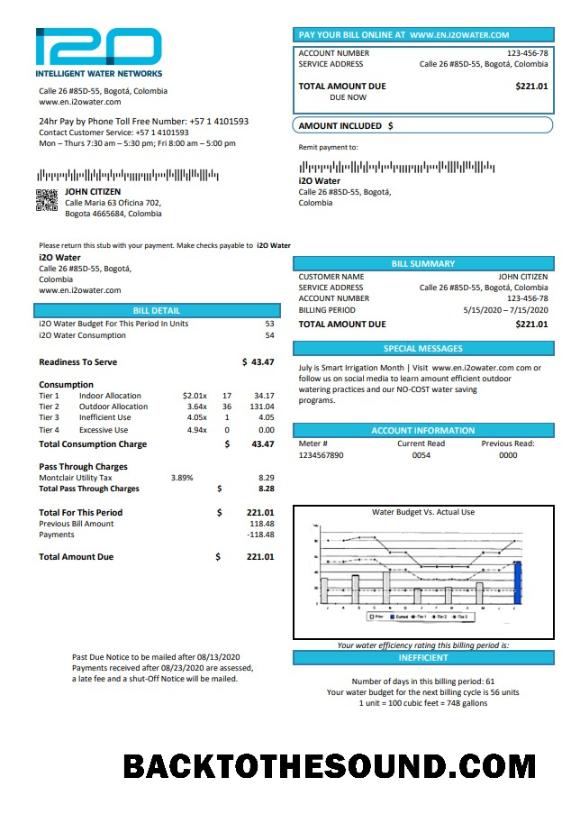 i2O
INTELLIGENT WATER NETWORKS
Calle 26 #85D-55, Bogotá, Colombia
www.en.i2owater.com
24hr Pay by Phone Toll Free Number: +57 1 4101593
Contact Customer Service: +57 1 4101593
Mon – Thurs 7:30 am – 5:30 pm; Fri 8:00 am – 5:00 pm
JOHN CITIZEN
Calle Maria 63 Oficina 702,
Bogota 4665684, Colombia
PAY YOUR BILL ONLINE AT WWW.EN.I2OWATER.COM
ACCOUNT NUMBER 123-456-78
SERVICE ADDRESS Calle 26 #85D-55, Bogotá, Colombia
TOTAL AMOUNT DUE $221.01
DUE NOW
AMOUNT INCLUDED $
Remit payment to:
i2O Water
Calle 26 #85D-55, Bogotá,
Colombia
Please return this stub with your payment. Make checks payable to i2O Water
i2O Water
Calle 26 #85D-55, Bogotá,
Colombia
www.en.i2owater.com
BILL DETAIL
i2O Water Budget For This Period In Units 53
i2O Water Consumption 54
Readiness To Serve $ 43.47
Consumption
Tier 1 Indoor Allocation $2.01x 17 34.17
Tier 2 Outdoor Allocation 3.64x 36 131.04
Tier 3 Inefficient Use 4.05x 1 4.05
Tier 4 Excessive Use 4.94x 0 0.00
Total Consumption Charge $ 43.47
Pass Through Charges
Montclair Utility Tax 3.89% 8.29
Total Pass Through Charges $ 8.28
Total For This Period $ 221.01
Previous Bill Amount 118.48
Payments -118.48
Total Amount Due $ 221.01
Past Due Notice to be mailed after 08/13/2020
Payments received after 08/23/2020 are assessed,
a late fee and a shut-Off Notice will be mailed.
BILL SUMMARY
CUSTOMER NAME JOHN CITIZEN
SERVICE ADDRESS Calle 26 #85D-55, Bogotá, Colombia
ACCOUNT NUMBER 123-456-78
BILLING PERIOD 5/15/2020 – 7/15/2020
TOTAL AMOUNT DUE $221.01
SPECIAL MESSAGES
July is Smart Irrigation Month | Visit www.en.i2owater.com com or
follow us on social media to learn amount efficient outdoor
watering practices and our NO-COST water saving
programs.
ACCOUNT INFORMATION
Meter # Current Read Previous Read:
1234567890 0054 0000
Water Budget Vs. Actual Use
Your water efficiency rating this billing period is:
INEFFICIENT
Number of days in this billing period: 61
Your water budget for the next billing cycle is 56 units
1 unit = 100 cubic feet = 748 gallons
BACKTOTHESOUND.COM